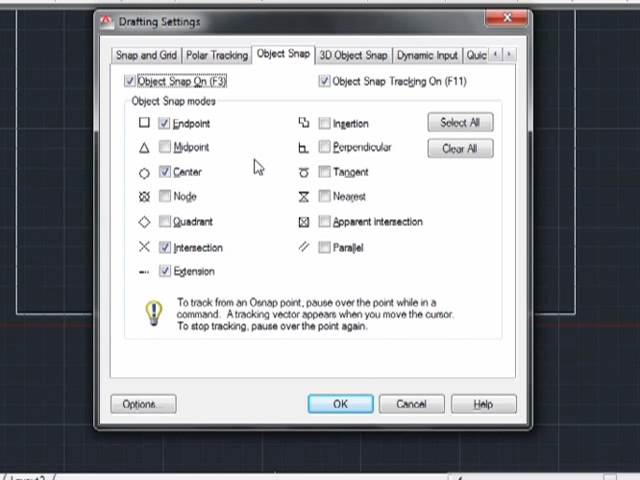 Drafting Settings
Snap and Grid
Polar Tracking
Object Snap
3D Object Snap
Dynamic Input
Quic
Object Snap On (F3)
Object Snap Tracking On (F11)
Object Snap modes
Endpoint
Insertion
Select All
Midpoint
Perpendicular
Clear All
Center
Tangent
Node
Nearest
Quadrant
Apparent intersection
Intersection
Parallel
Extension
To track from an Osnap point, pause over the point while in a
command. A tracking vector appears when you move the cursor.
To stop tracking, pause over the point again.
Options...
OK
Cancel
Help